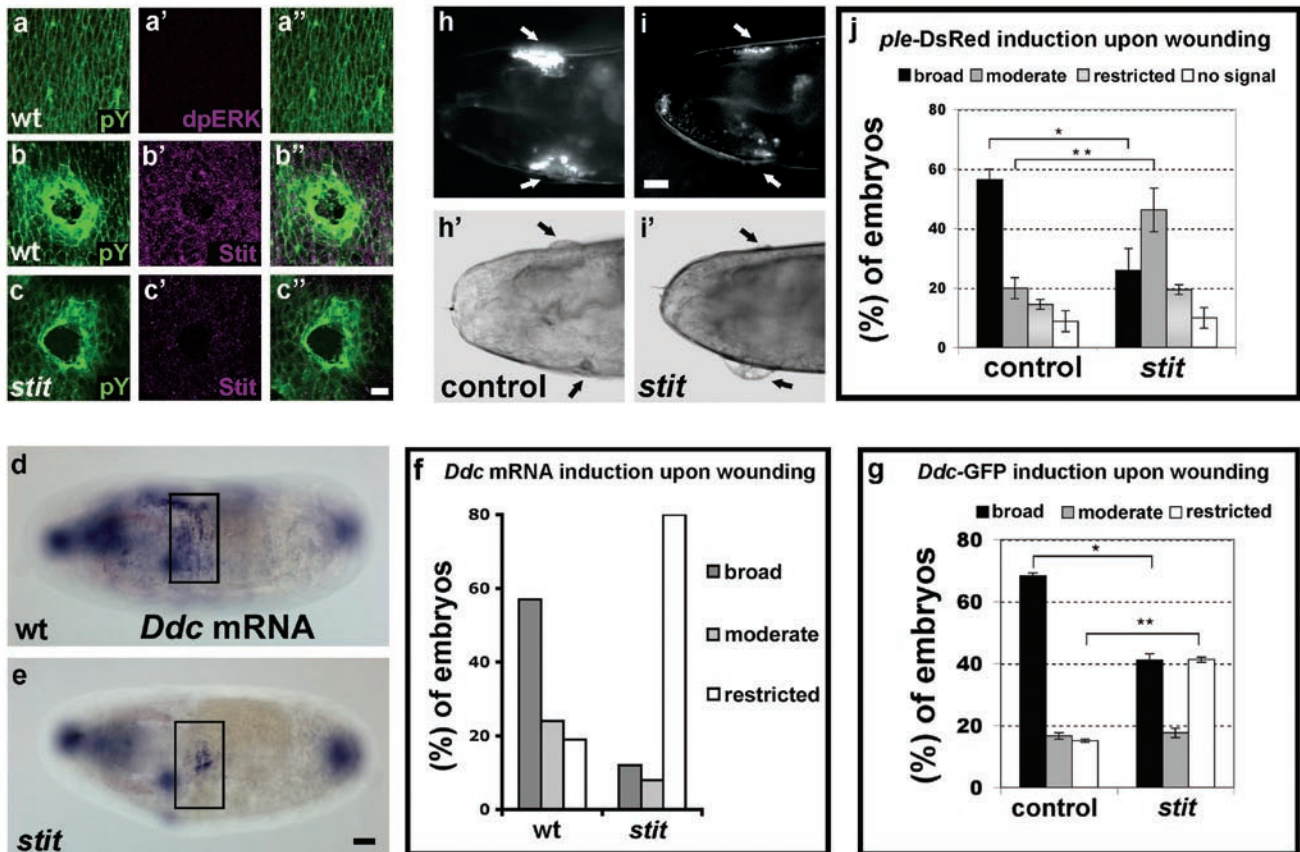 a
wt
pY
a'
dpERK
a"
b
wt
pY
b'
Stit
b"
c
stit
pY
c'
Stit
c"
h
i
h'
control
i'
stit
j
ple-DsRed induction upon wounding
broad moderate restricted no signal
(%) of embryos
80
60
40
20
0
*
**
control stit
d
wt
Ddc mRNA
e
stit
f
Ddc mRNA induction upon wounding
(%) of embryos
80
60
40
20
0
broad
moderate
restricted
wt stit
g
Ddc-GFP induction upon wounding
broad moderate restricted
(%) of embryos
80
60
40
20
0
*
**
control stit